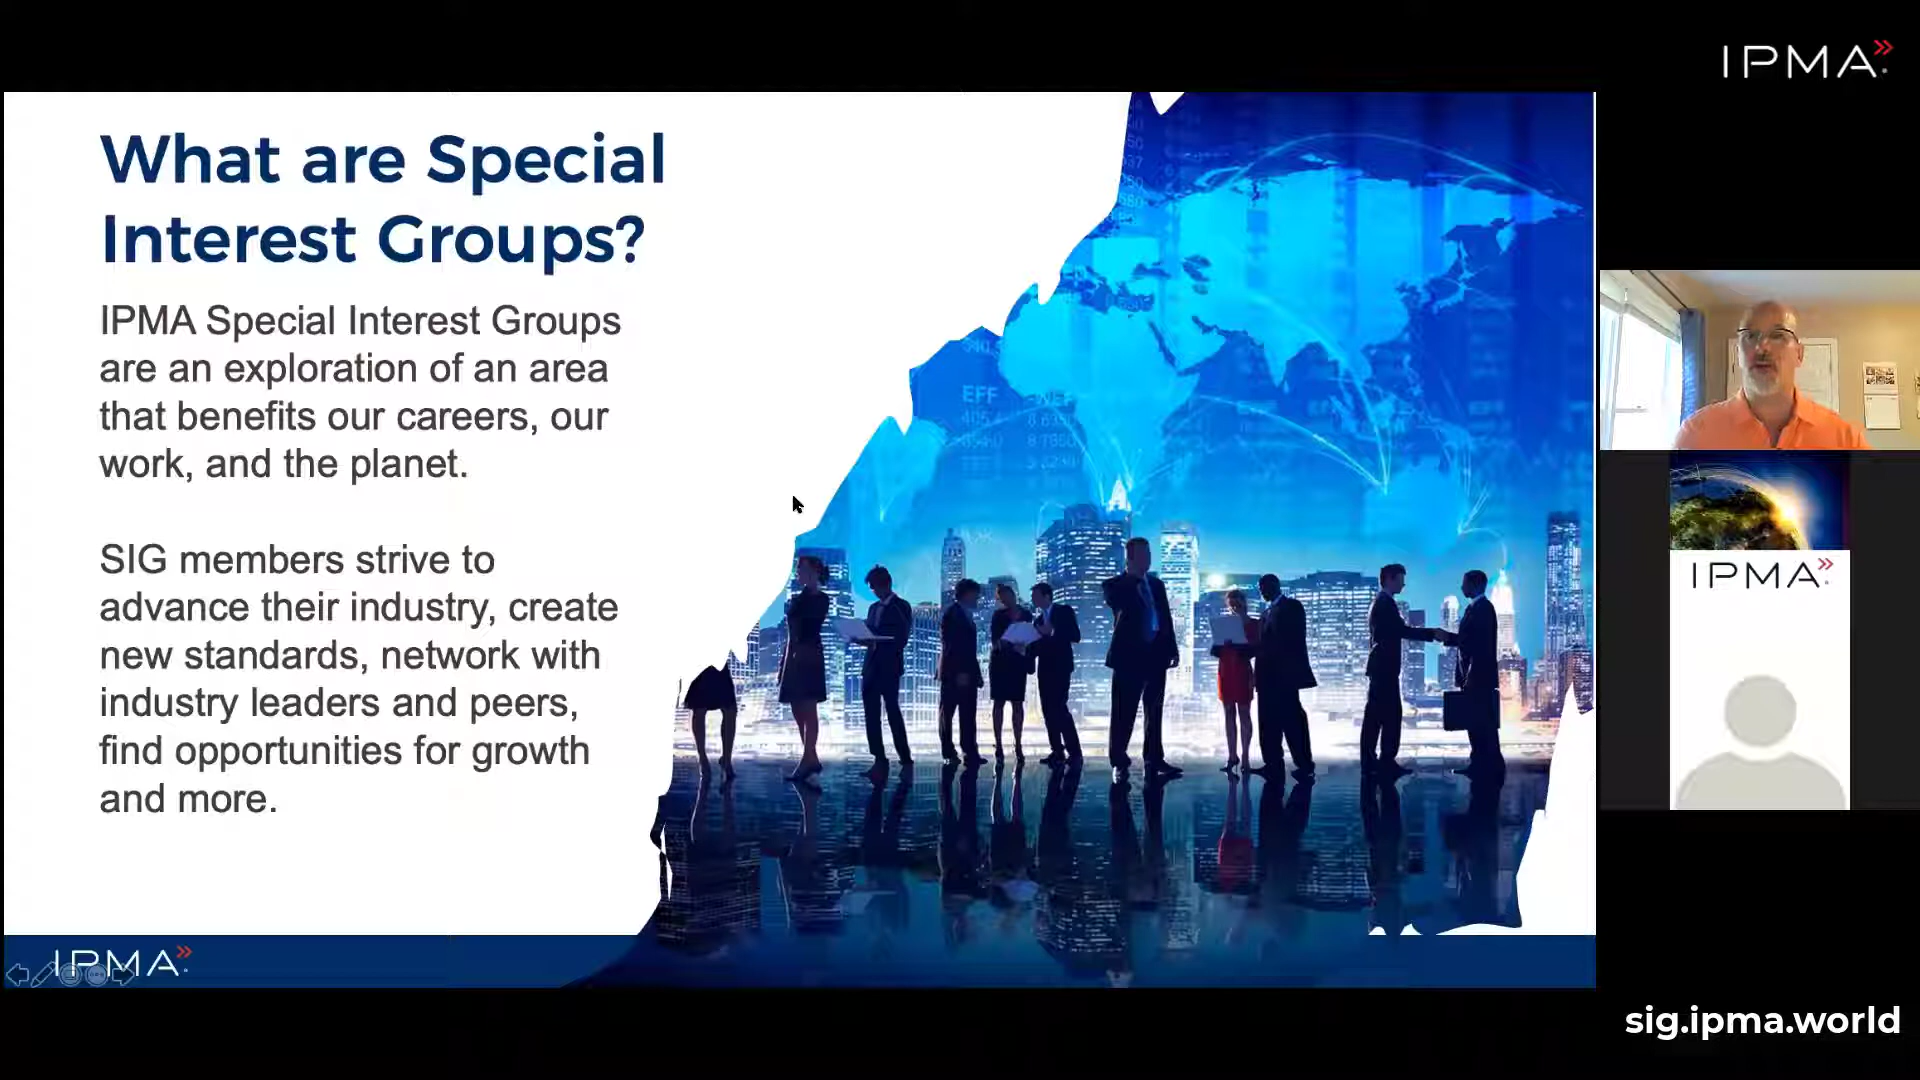 IPMA
What are Special
Interest Groups?
IPMA Special Interest Groups
are an exploration of an area
that benefits our careers, our
work, and the planet.
SIG members strive to
advance their industry, create
new standards, network with
industry leaders and peers,
find opportunities for growth
and more.
EFF
IPMA
IPMA
sig.ipma.world